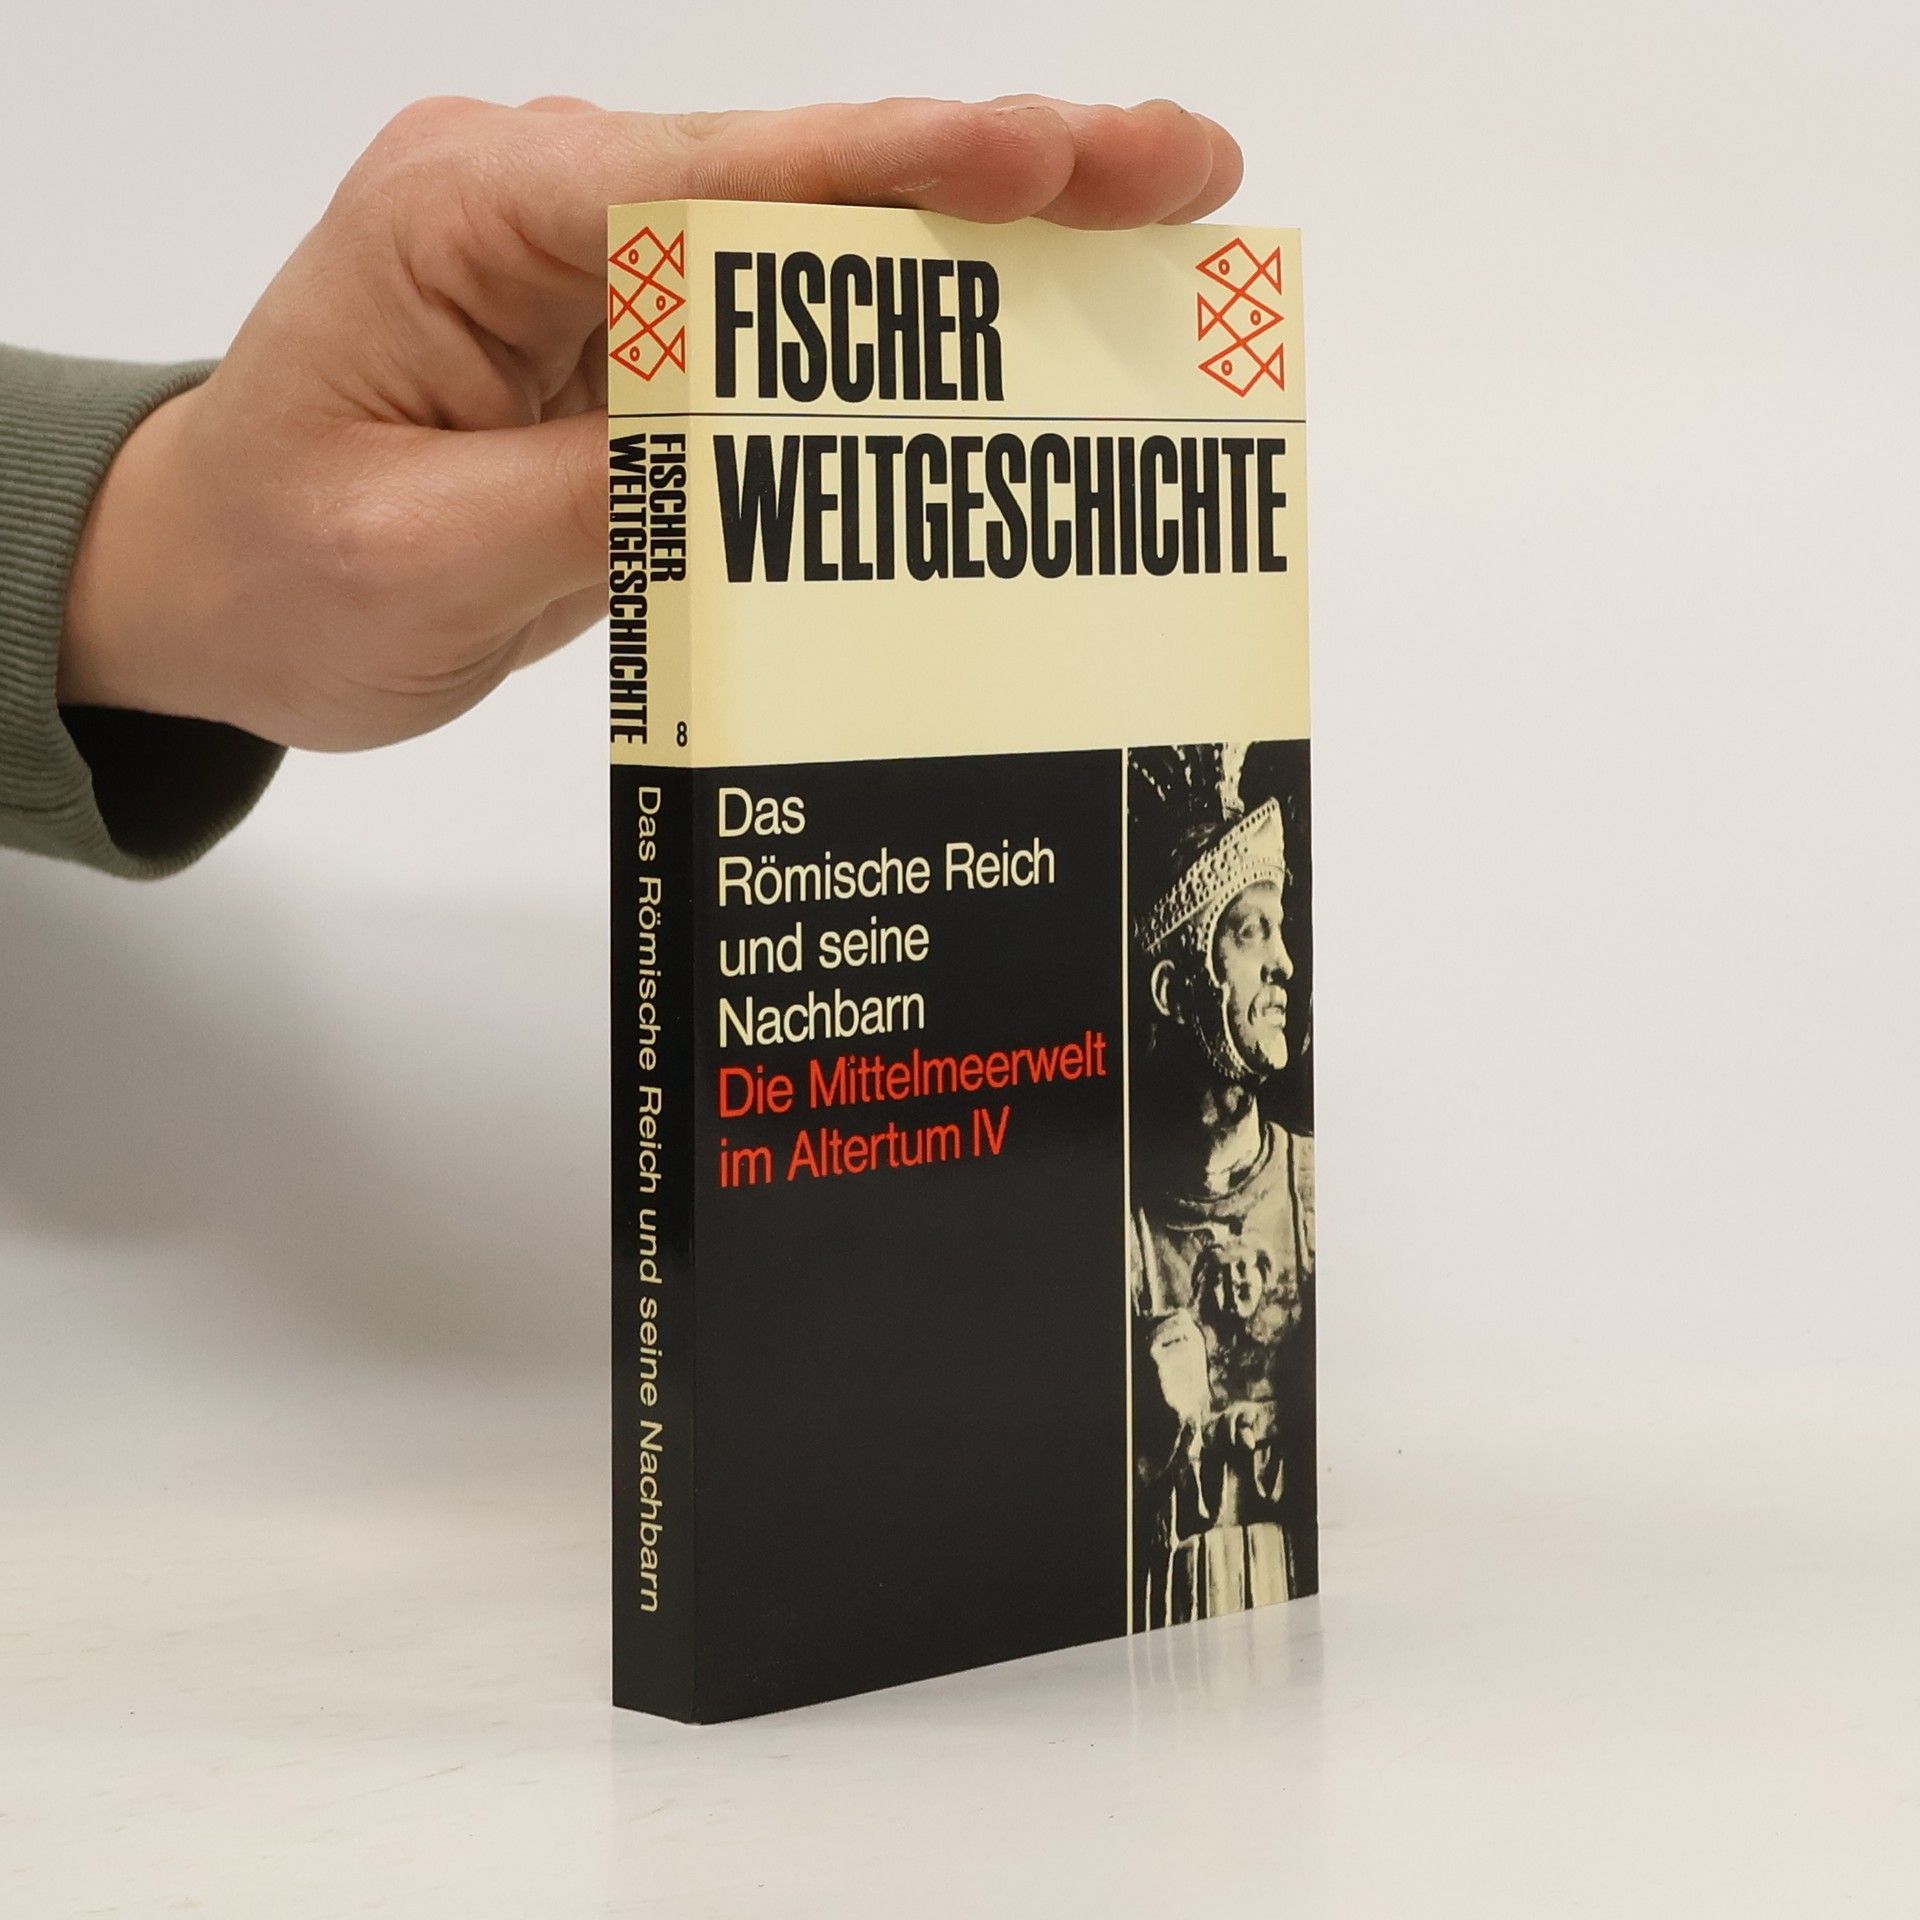 FISCHER
WELTGESCHICHTE
Das
Römische Reich
und seine
Nachbarn
Die Mittelmeerwelt
im Altertum IV
FISCHER
WELTGESCHICHTE
8
Das Römische Reich und seine Nachbarn